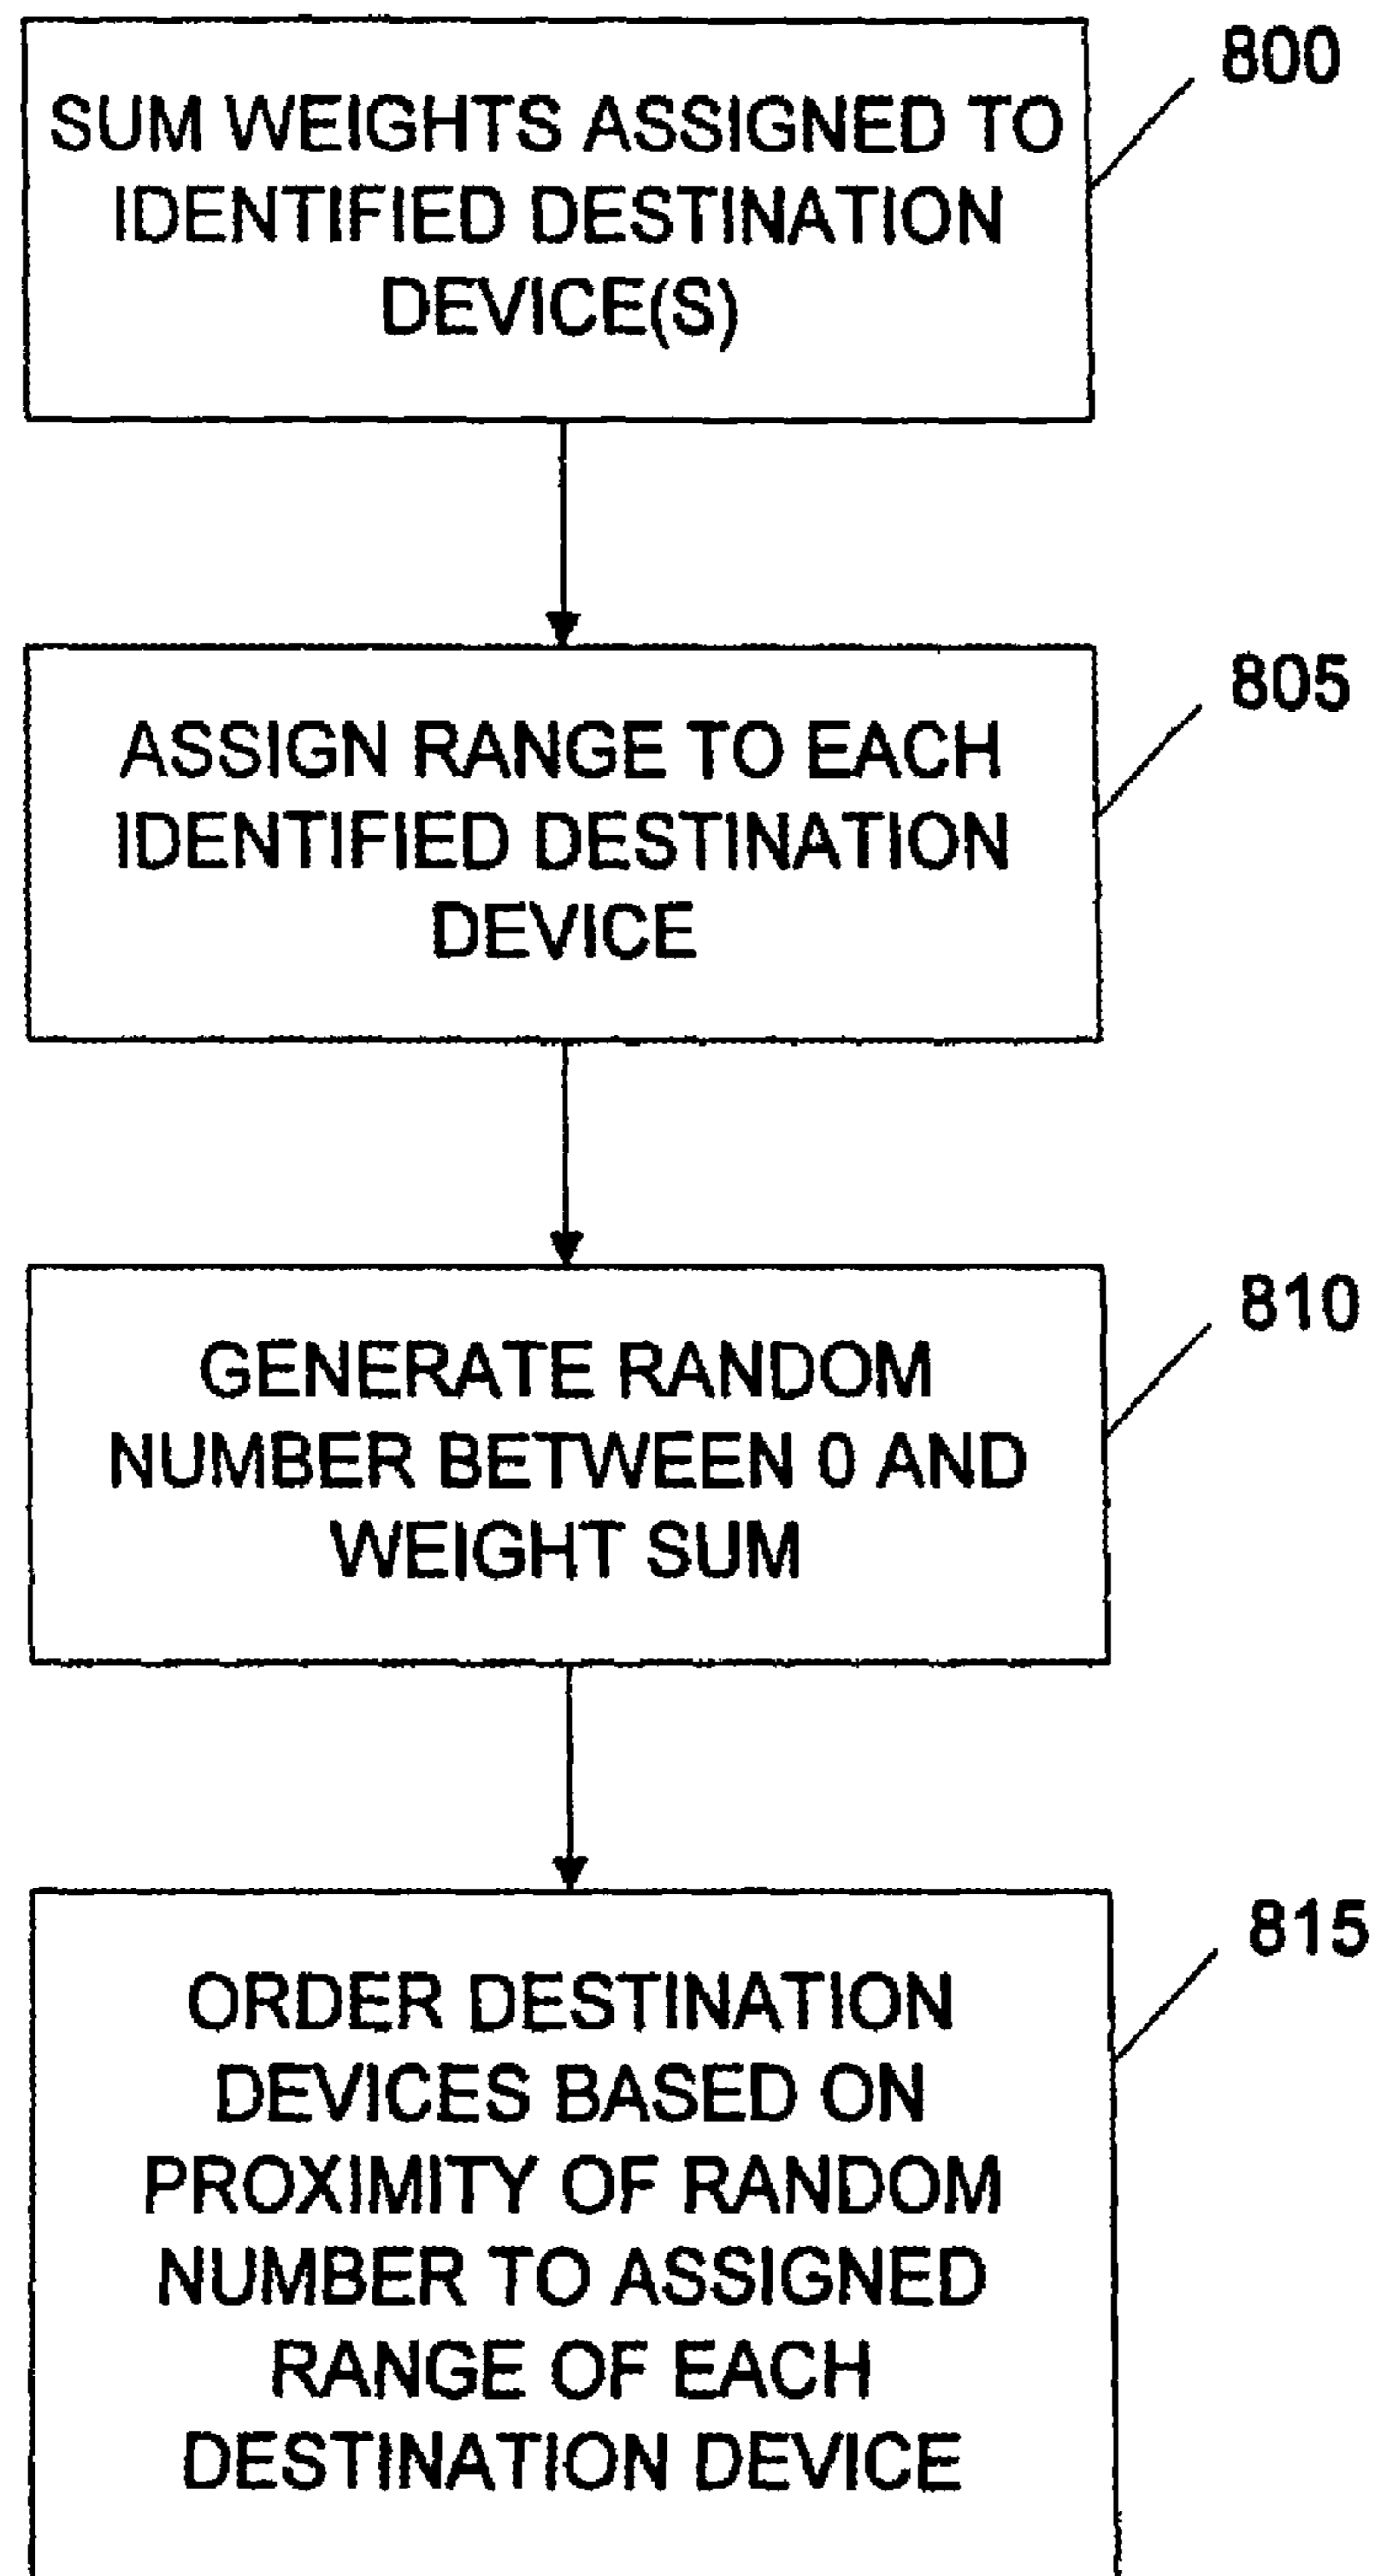 800
SUM WEIGHTS ASSIGNED TO
IDENTIFIED DESTINATION
DEVICE(S)
805
ASSIGN RANGE TO EACH
IDENTIFIED DESTINATION
DEVICE
810
GENERATE RANDOM
NUMBER BETWEEN 0 AND
WEIGHT SUM
815
ORDER DESTINATION
DEVICES BASED ON
PROXIMITY OF RANDOM
NUMBER TO ASSIGNED
RANGE OF EACH
DESTINATION DEVICE